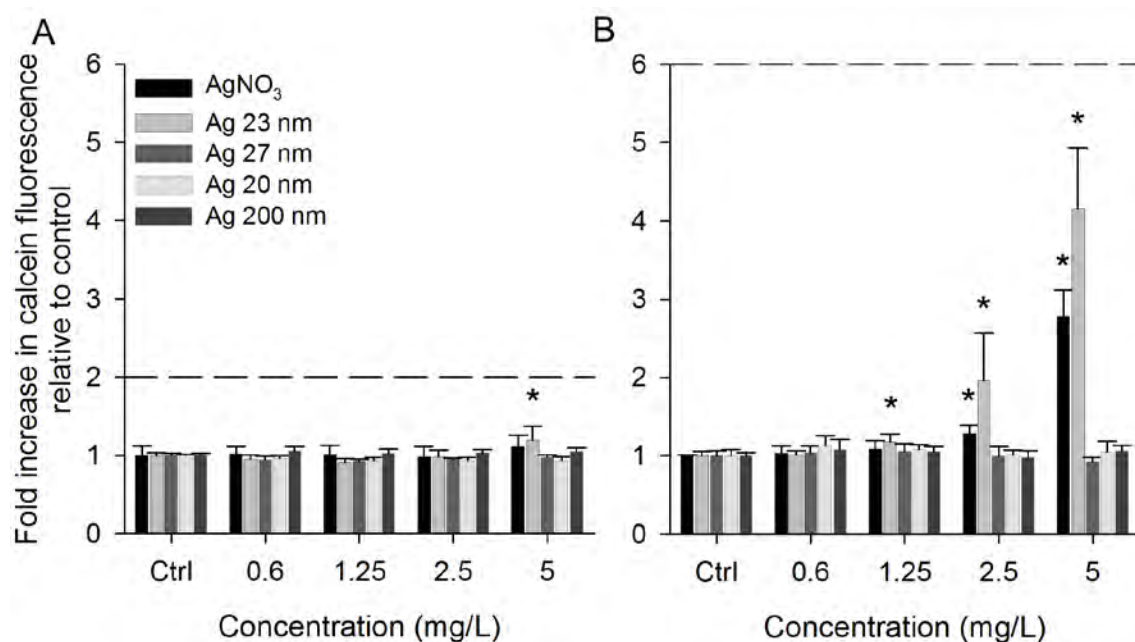 A
Fold increase in calcein fluorescence
relative to control
6
5
4
3
2
1
0
AgNO₃
Ag 23 nm
Ag 27 nm
Ag 20 nm
Ag 200 nm
*
Ctrl 0.6 1.25 2.5 5
Concentration (mg/L)
B
6
5
4
3
2
1
0
*
*
*
*
*
Ctrl 0.6 1.25 2.5 5
Concentration (mg/L)